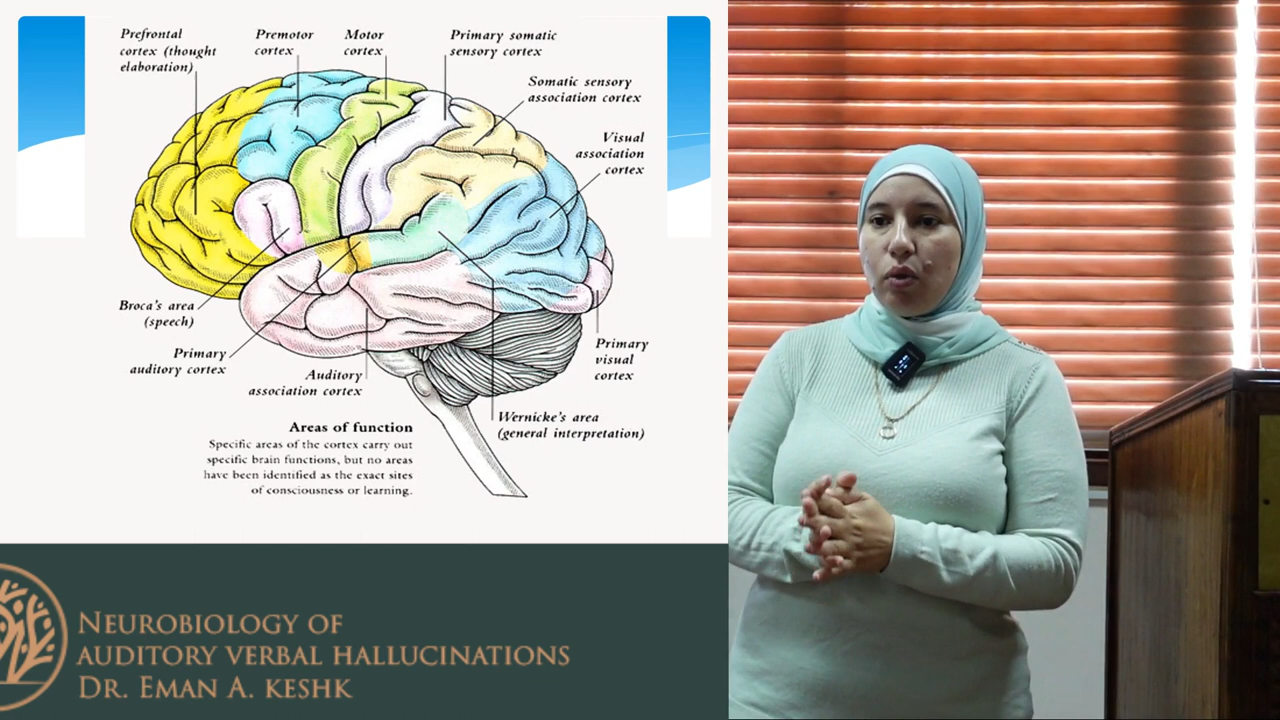 Prefrontal
cortex (thought
elaboration)
Premotor
cortex
Motor
cortex
Primary somatic
sensory cortex
Somatic sensory
association cortex
Visual
association
cortex
Broca's area
(speech)
Primary
auditory cortex
Auditory
association cortex
Primary
visual
cortex
Wernicke's area
(general interpretation)
Areas of function
Specific areas of the cortex carry out
specific brain functions, but no areas
have been identified as the exact sites
of consciousness or learning.
NEUROBIOLOGY OF
AUDITORY VERBAL HALLUCINATIONS
DR. EMAN A. KESHK